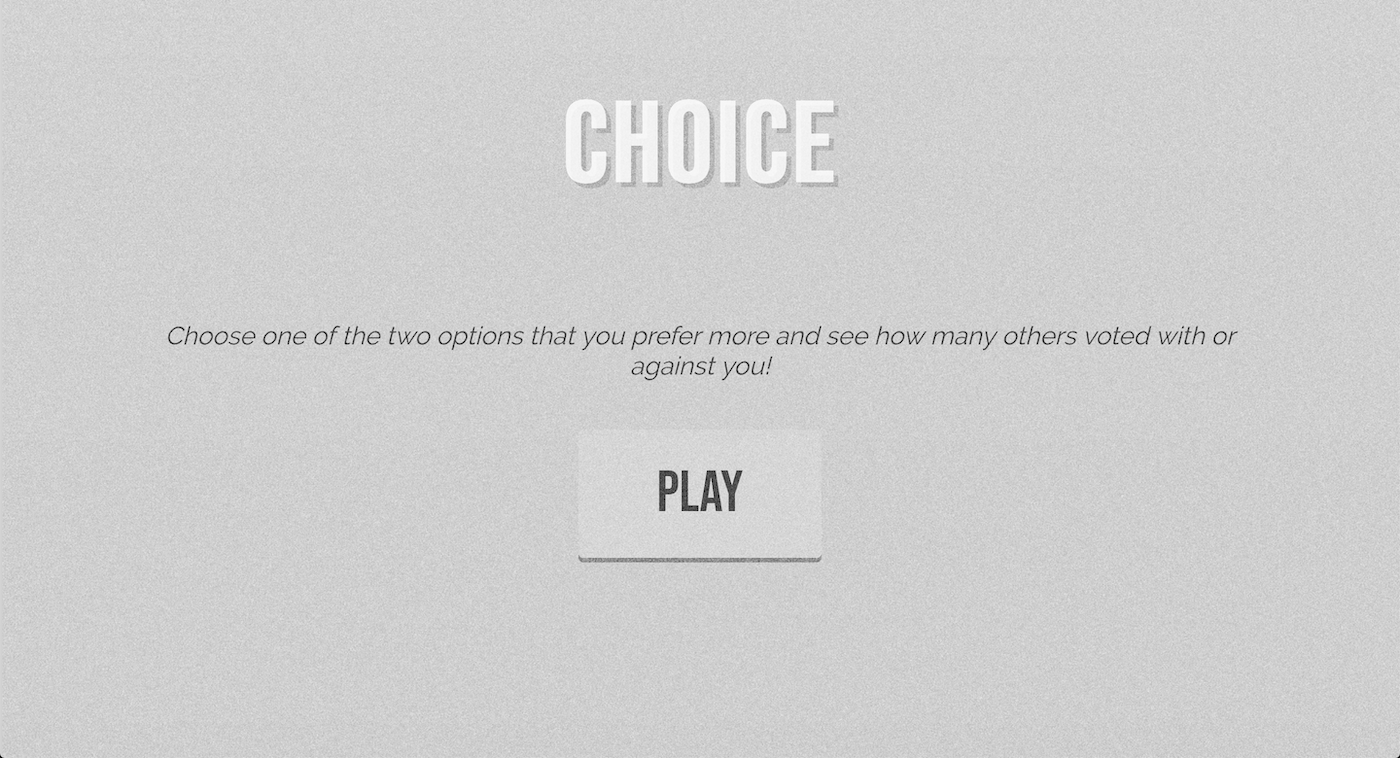 CHOICE
Choose one of the two options that you prefer more and see how many others voted with or
against you!
PLAY